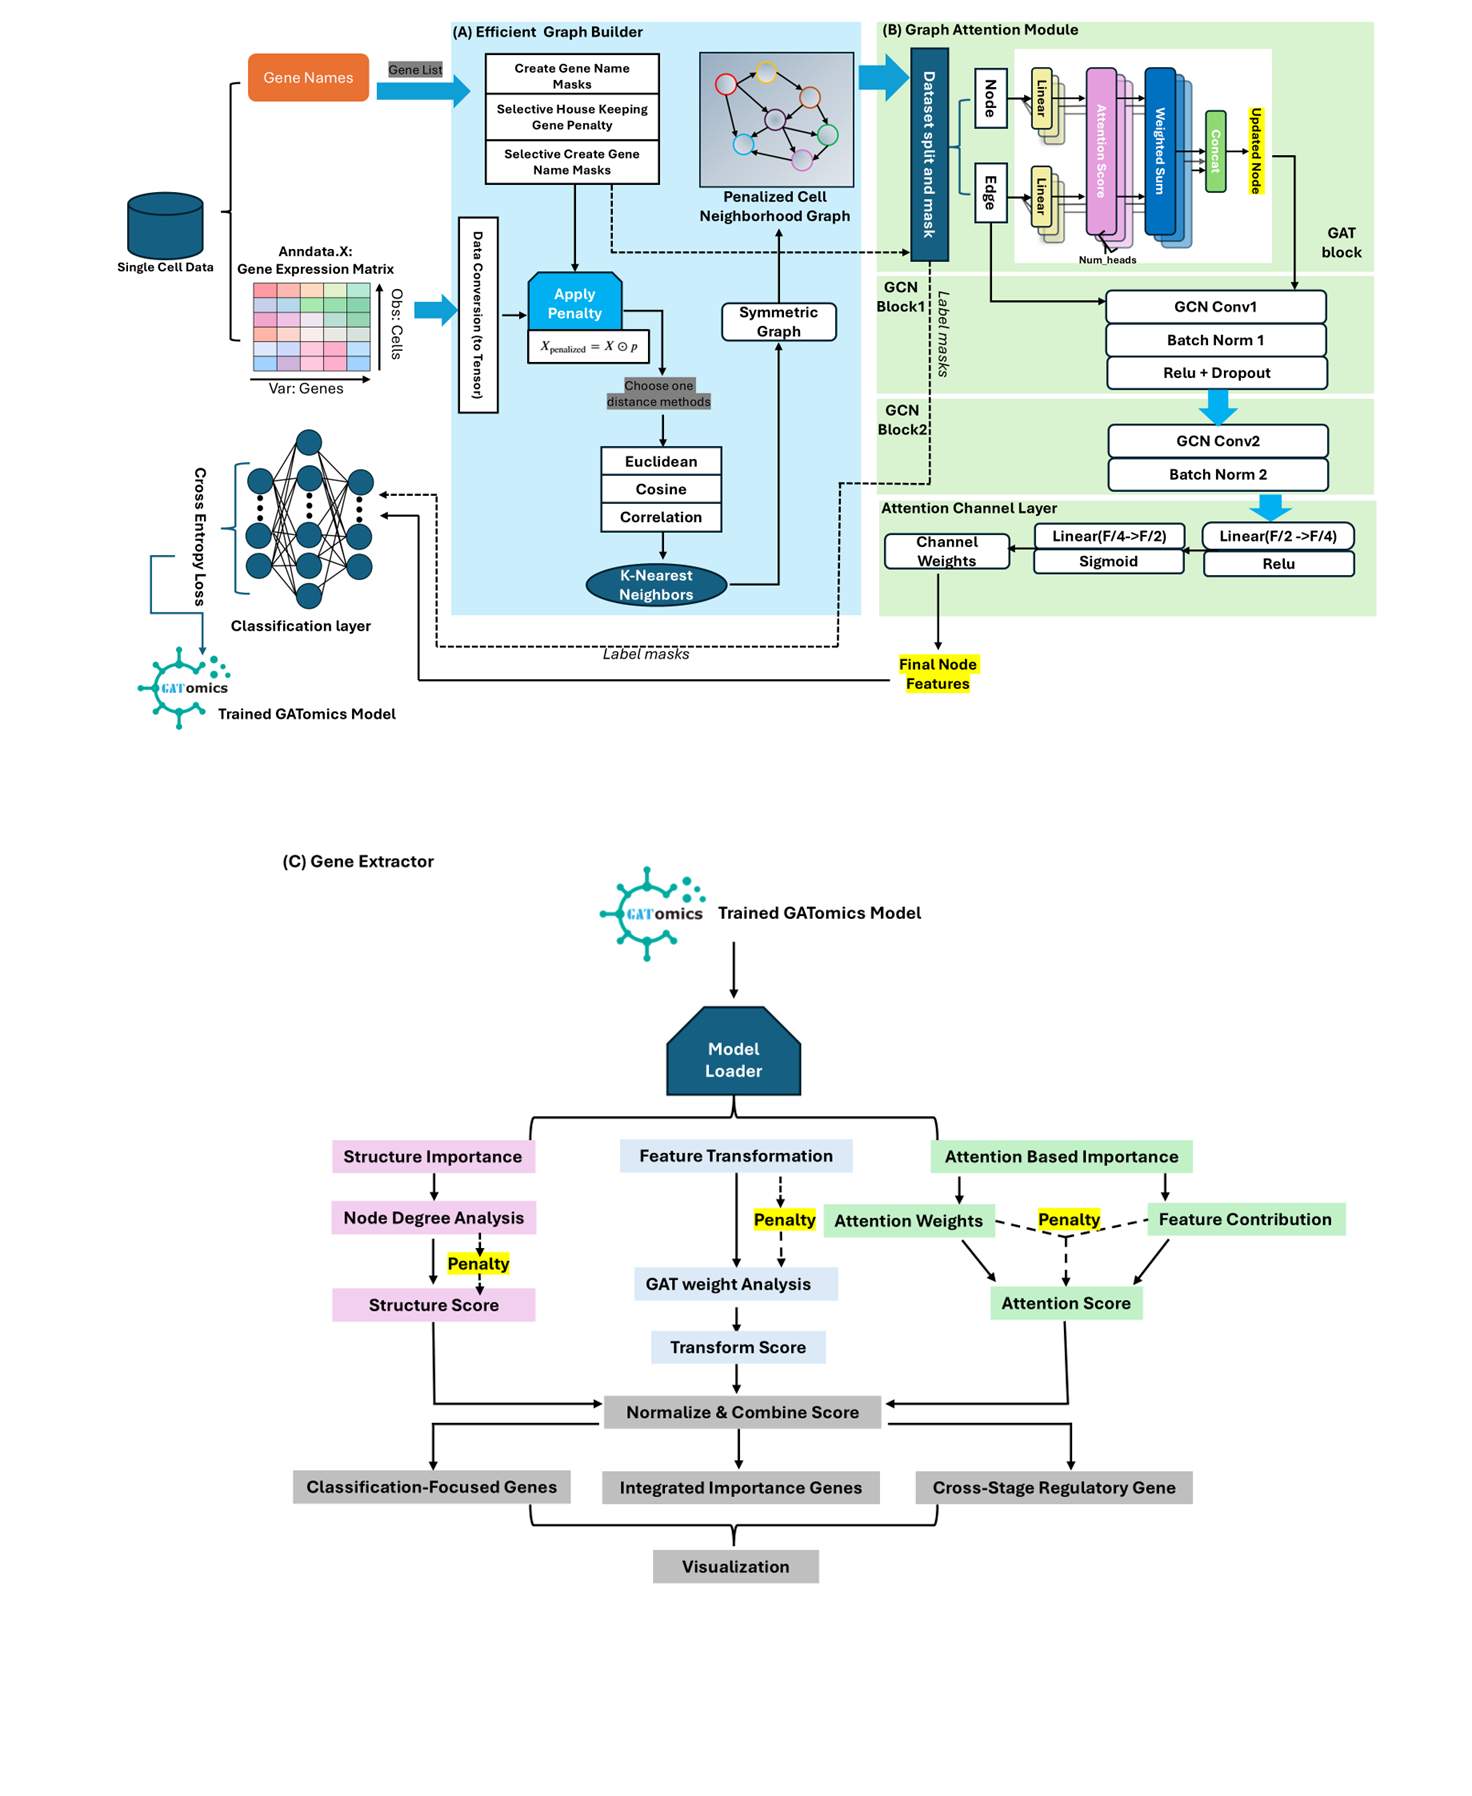 (A) Efficient Graph Builder
(B) Graph Attention Module
Gene Names
Gene List
Create Gene Name
Masks
Selective House Keeping
Gene Penalty
Selective Create Gene
Name Masks
Penalized Cell
Neighborhood Graph
Dataset split and mask
Node
Edge
Linear
Linear
Attention Score
Weighted Sum
Concat
Updated Node
Num_heads
GAT
block
Single Cell Data
Anndata.X:
Gene Expression Matrix
Obs: Cells
Var: Genes
Data Conversion (to Tensor)
Apply
Penalty
X penalized = X ⊙ p
Choose one
distance methods
Euclidean
Cosine
Correlation
K-Nearest
Neighbors
Symmetric
Graph
GCN
Block1
Label masks
GCN Conv1
Batch Norm 1
Relu + Dropout
GCN
Block2
GCN Conv2
Batch Norm 2
Attention Channel Layer
Channel
Weights
Linear(F/4->F/2)
Sigmoid
Linear(F/2 ->F/4)
Relu
Final Node
Features
Label masks
Cross Entropy Loss
Classification layer
GATomics
Trained GATomics Model
(C) Gene Extractor
GATomics
Trained GATomics Model
Model
Loader
Structure Importance
Feature Transformation
Attention Based Importance
Node Degree Analysis
Penalty
Attention Weights
Penalty
Feature Contribution
Penalty
GAT weight Analysis
Structure Score
Attention Score
Transform Score
Normalize & Combine Score
Classification-Focused Genes
Integrated Importance Genes
Cross-Stage Regulatory Gene
Visualization